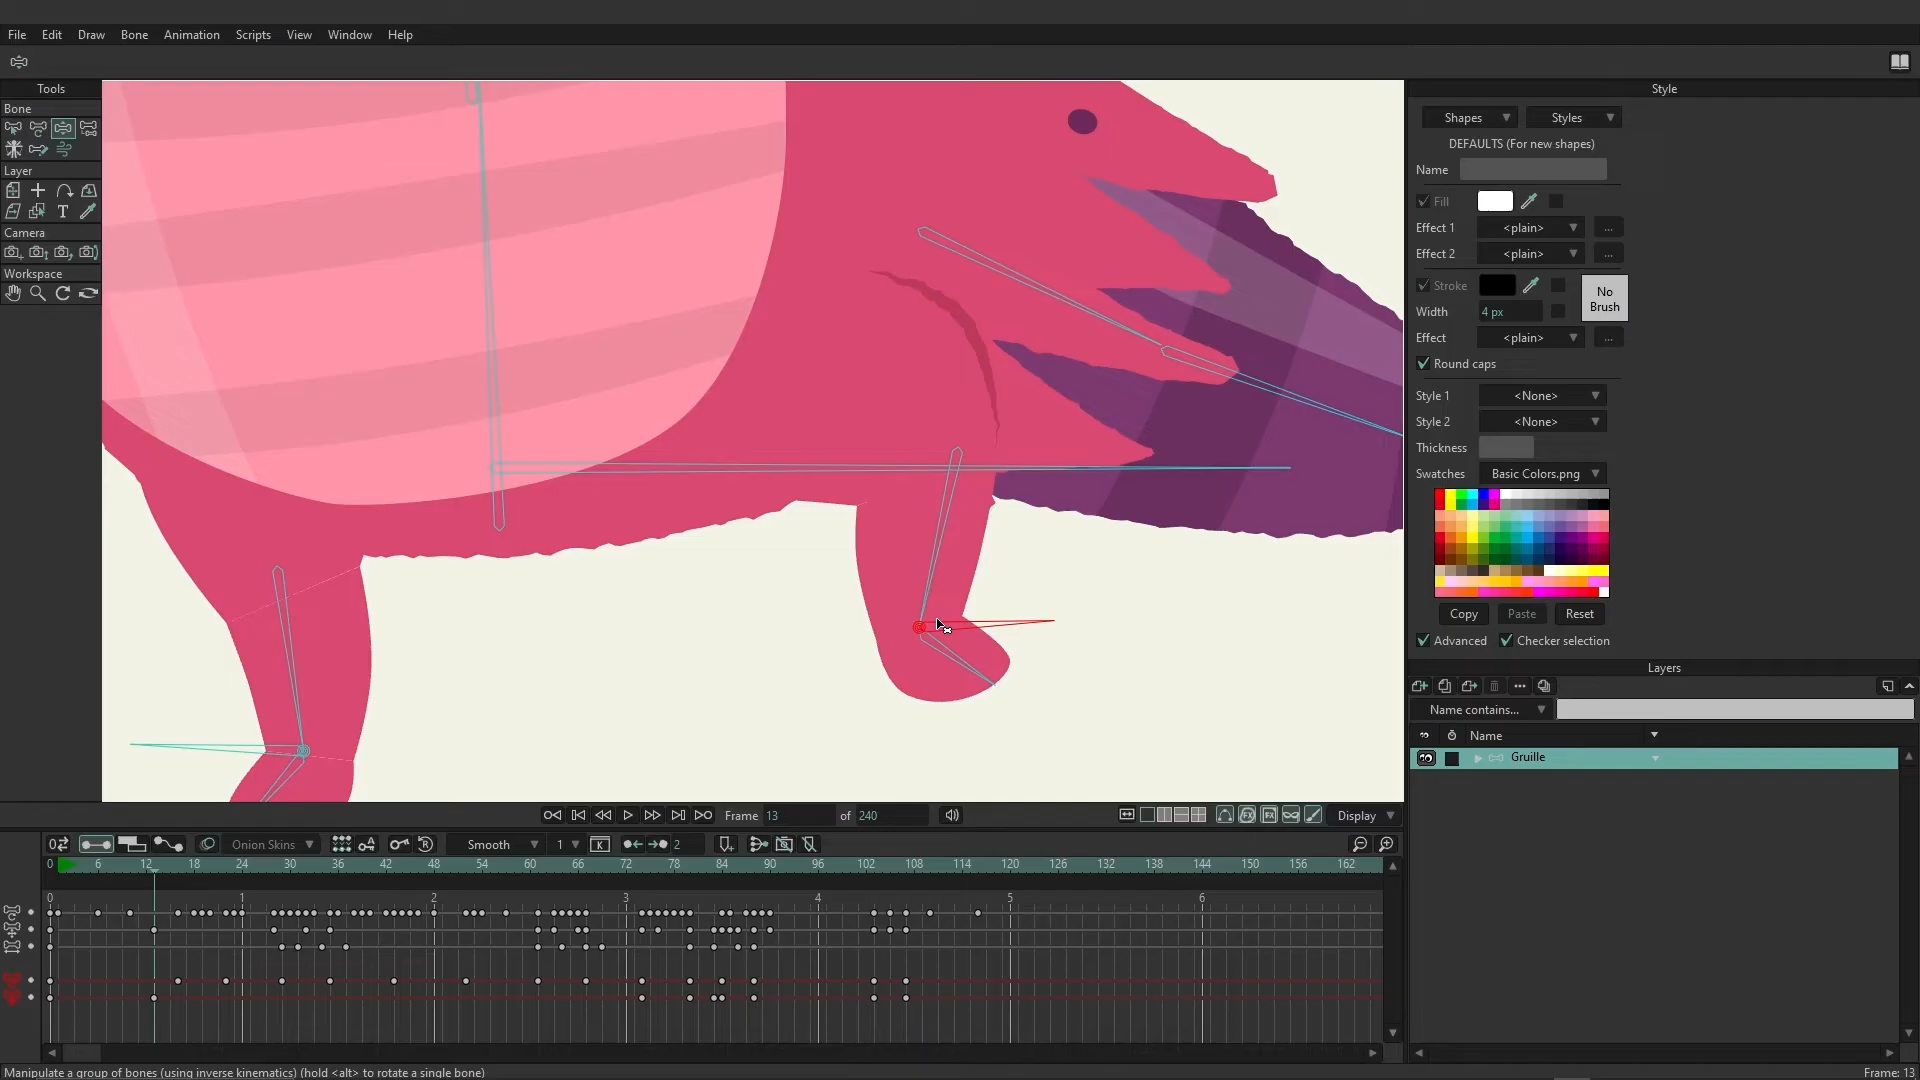 File Edit Draw Bone Animation Scripts View Window Help
Tools
Bone
Layer
T
Camera
Workspace
Style
Shapes
Styles
DEFAULTS (For new shapes)
Name
Fill
Effect 1 <plain> ...
Effect 2 <plain> ...
Stroke
No
Brush
Width 4 px
Effect <plain> ...
Round caps
Style 1 <None>
Style 2 <None>
Thickness
Swatches Basic Colors.png
Copy Paste Reset
Advanced Checker selection
Layers
Name contains...
Name
Gruille
Frame 13 of 240
Display
Onion Skins
Smooth 1 K 2
0 6 12 18 24 30 36 42 48 54 60 66 72 78 84 90 96 102 108 114 120 126 132 138 144 150 156 162
0 1 2 3 4 5 6
Manipulate a group of bones (using inverse kinematics) (hold <alt> to rotate a single bone)
Frame: 13